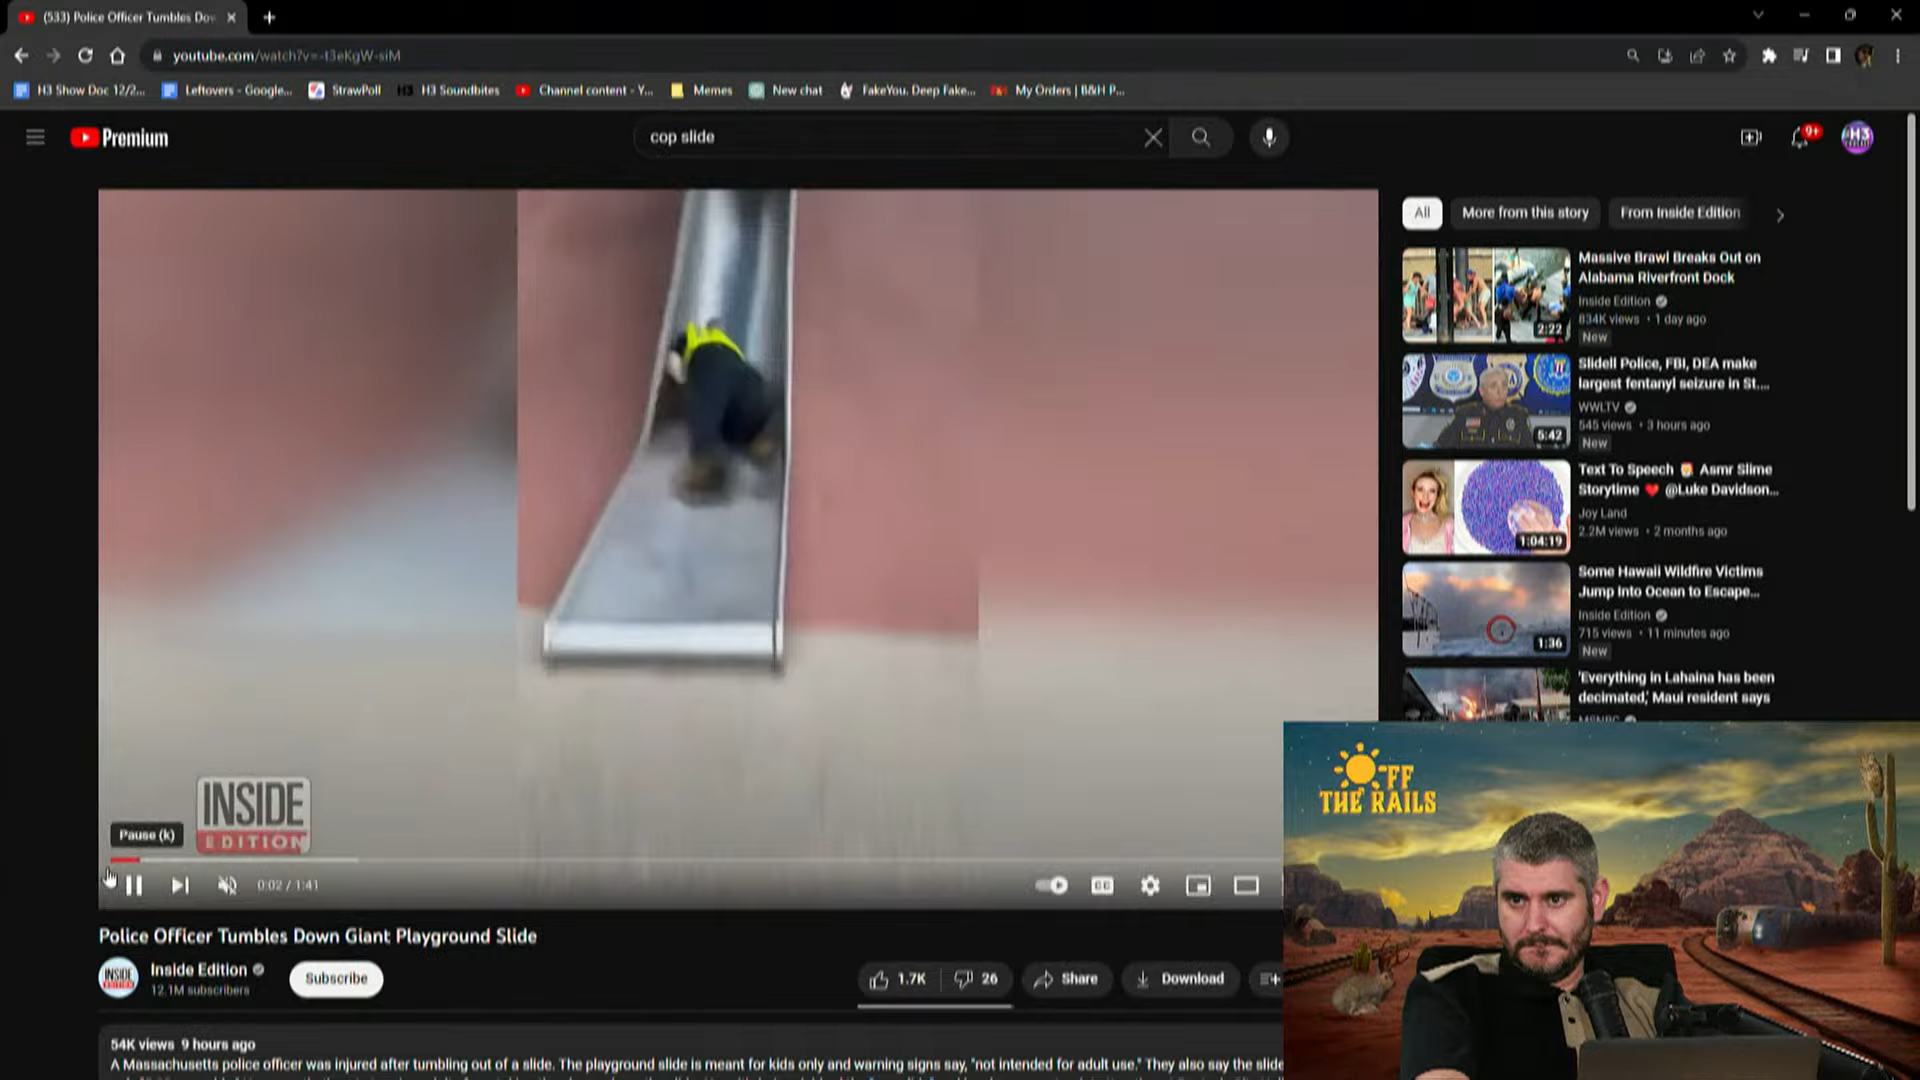 (533) Police Officer Tumbles Dow
youtube.com/watch?v=-t3eKgW-siM
H3 Show Doc 12/2... Leftovers - Google... StrawPoll H3 Soundbites Channel content - Y... Memes New chat FakeYou. Deep Fake... My Orders | B&H P...
Premium
cop slide
9+
H3
All
More from this story
From Inside Edition
Massive Brawl Breaks Out on
Alabama Riverfront Dock
Inside Edition
834K views • 1 day ago
New
2:22
Slidell Police, FBI, DEA make
largest fentanyl seizure in St....
WWLTV
545 views • 3 hours ago
New
5:42
Text To Speech Asmr Slime
Storytime ❤️ @Luke Davidson...
Joy Land
2.2M views • 2 months ago
1:04:19
Some Hawaii Wildfire Victims
Jump Into Ocean to Escape...
Inside Edition
715 views • 11 minutes ago
New
1:36
'Everything in Lahaina has been
decimated,' Maui resident says
INSIDE
EDITION
Pause (k)
0:02 / 1:41
CC
OFF
THE RAILS
Police Officer Tumbles Down Giant Playground Slide
INSIDE
EDITION
Inside Edition
12.1M subscribers
Subscribe
1.7K
26
Share
Download
54K views 9 hours ago
A Massachusetts police officer was injured after tumbling out of a slide. The playground slide is meant for kids only and warning signs say, "not intended for adult use." They also say the slide